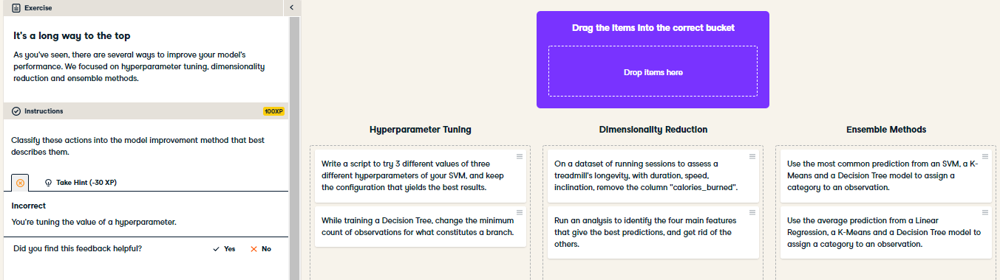 Exercise
It's a long way to the top
As you've seen, there are several ways to improve your model's
performance. We focused on hyperparameter tuning, dimensionality
reduction and ensemble methods.
Instructions
100XP
Classify these actions into the model improvement method that best
describes them.
Take Hint (-30 XP)
Incorrect
You're tuning the value of a hyperparameter.
Did you find this feedback helpful?
Yes
No
Drag the items into the correct bucket
Drop items here
Hyperparameter Tuning
Write a script to try 3 different values of three
different hyperparameters of your SVM, and keep
the configuration that yields the best results.
While training a Decision Tree, change the minimum
count of observations for what constitutes a branch.
Dimensionality Reduction
On a dataset of running sessions to assess a
treadmill's longevity, with duration, speed,
inclination, remove the column "calories_burned".
Run an analysis to identify the four main features
that give the best predictions, and get rid of the
others.
Ensemble Methods
Use the most common prediction from an SVM, a K-
Means and a Decision Tree model to assign a
category to an observation.
Use the average prediction from a Linear
Regression, a K-Means and a Decision Tree model to
assign a category to an observation.